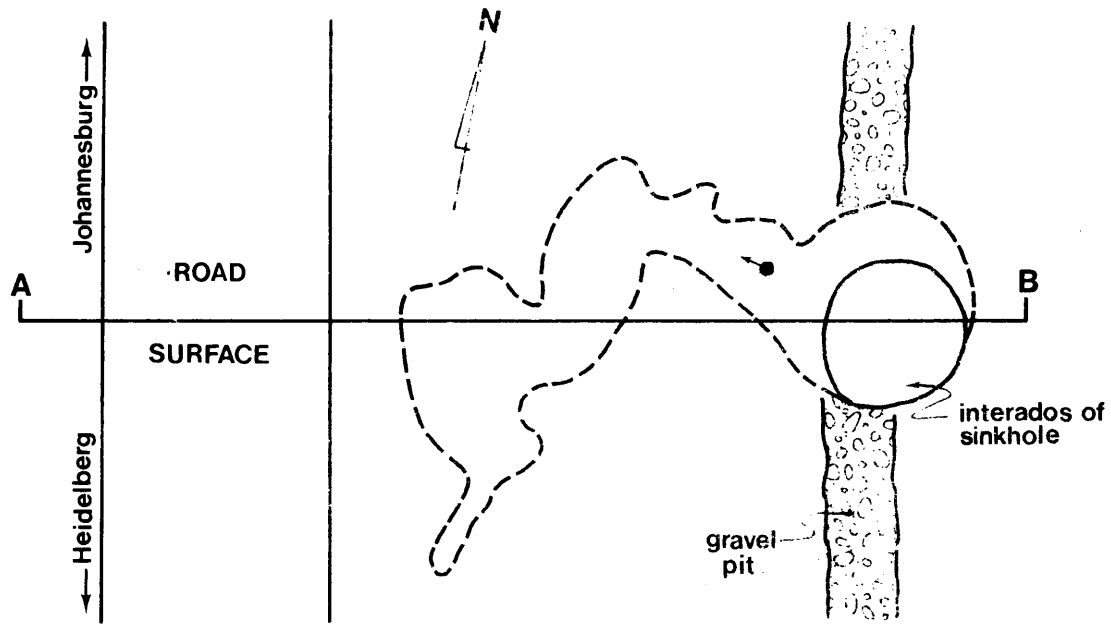 N
Johannesburg
A
ROAD
B
SURFACE
interados of
sinkhole
Heidelberg
gravel
pit